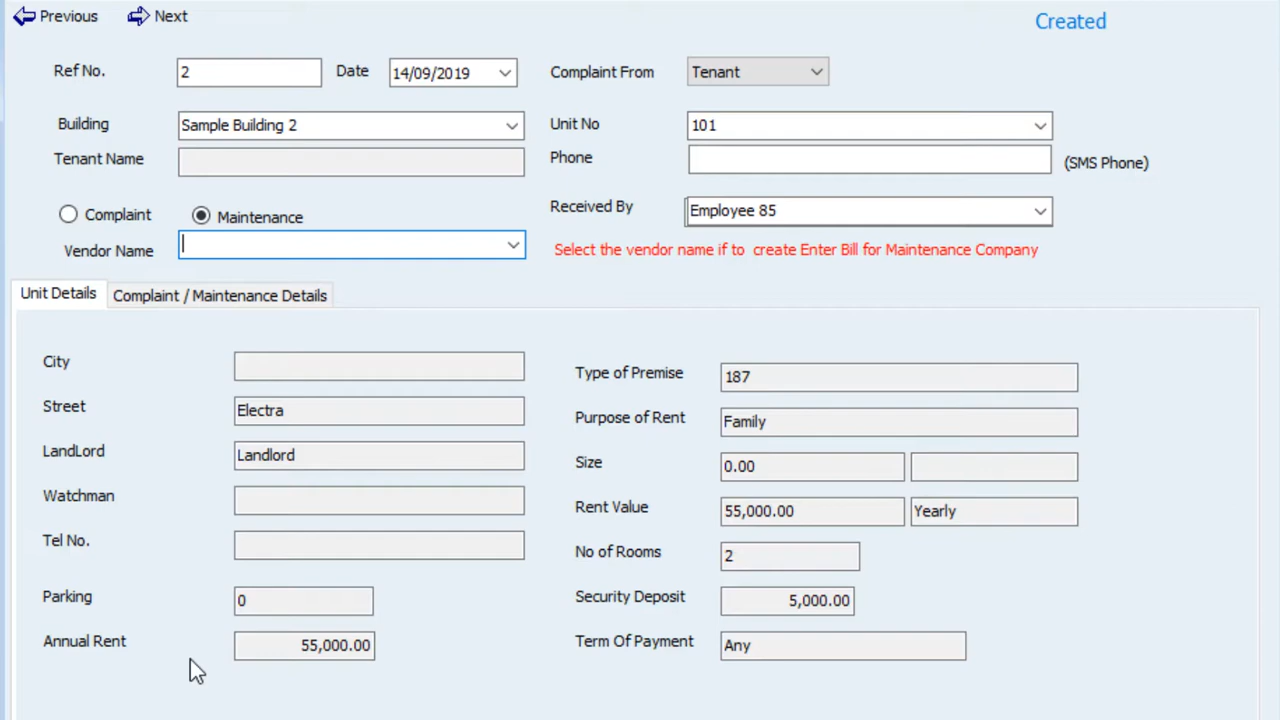 Previous Next Created
Ref No. 2 Date 14/09/2019 Complaint From Tenant
Building Sample Building 2 Unit No 101
Tenant Name Phone (SMS Phone)
Complaint Maintenance Received By Employee 85
Vendor Name Select the vendor name if to create Enter Bill for Maintenance Company
Unit Details Complaint / Maintenance Details
City Type of Premise 187
Street Electra Purpose of Rent Family
LandLord Landlord Size 0.00
Watchman Rent Value 55,000.00 Yearly
Tel No. No of Rooms 2
Parking 0 Security Deposit 5,000.00
Annual Rent 55,000.00 Term Of Payment Any